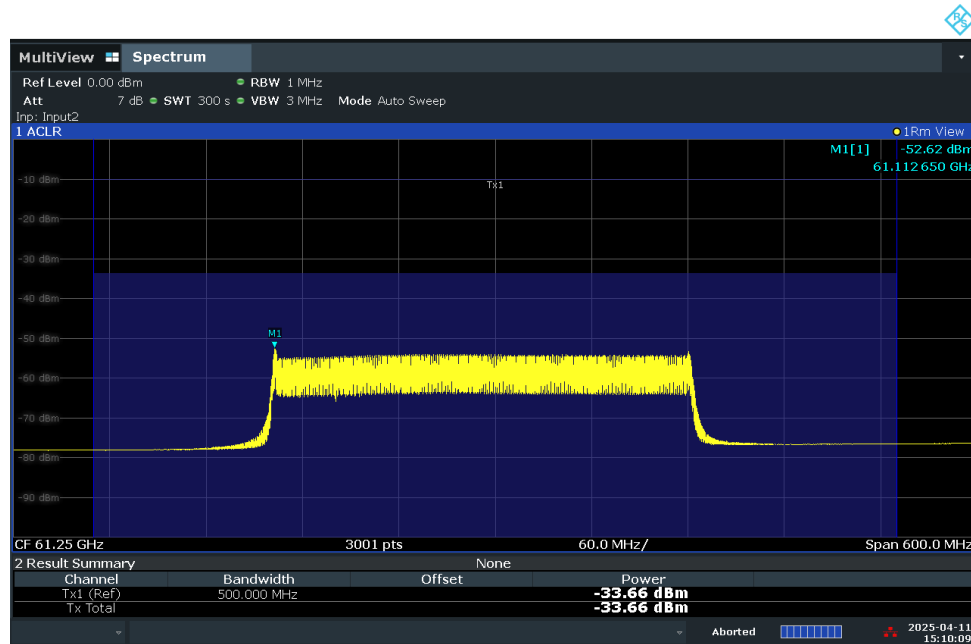 R&S
MultiView Spectrum
Ref Level 0.00 dBm RBW 1 MHz
Att 7 dB SWT 300 s VBW 3 MHz Mode Auto Sweep
Inp: Input2
1 ACLR 1Rm View
M1[1] -52.62 dBm
61.112 650 GHz
-10 dBm
Tx1
-20 dBm
-30 dBm
-40 dBm
-50 dBm
M1
-60 dBm
-70 dBm
-80 dBm
-90 dBm
CF 61.25 GHz 3001 pts 60.0 MHz/ Span 600.0 MHz
2 Result Summary None
Channel Bandwidth Offset Power
Tx1 (Ref) 500.000 MHz -33.66 dBm
Tx Total -33.66 dBm
Aborted 2025-04-11
15:10:09